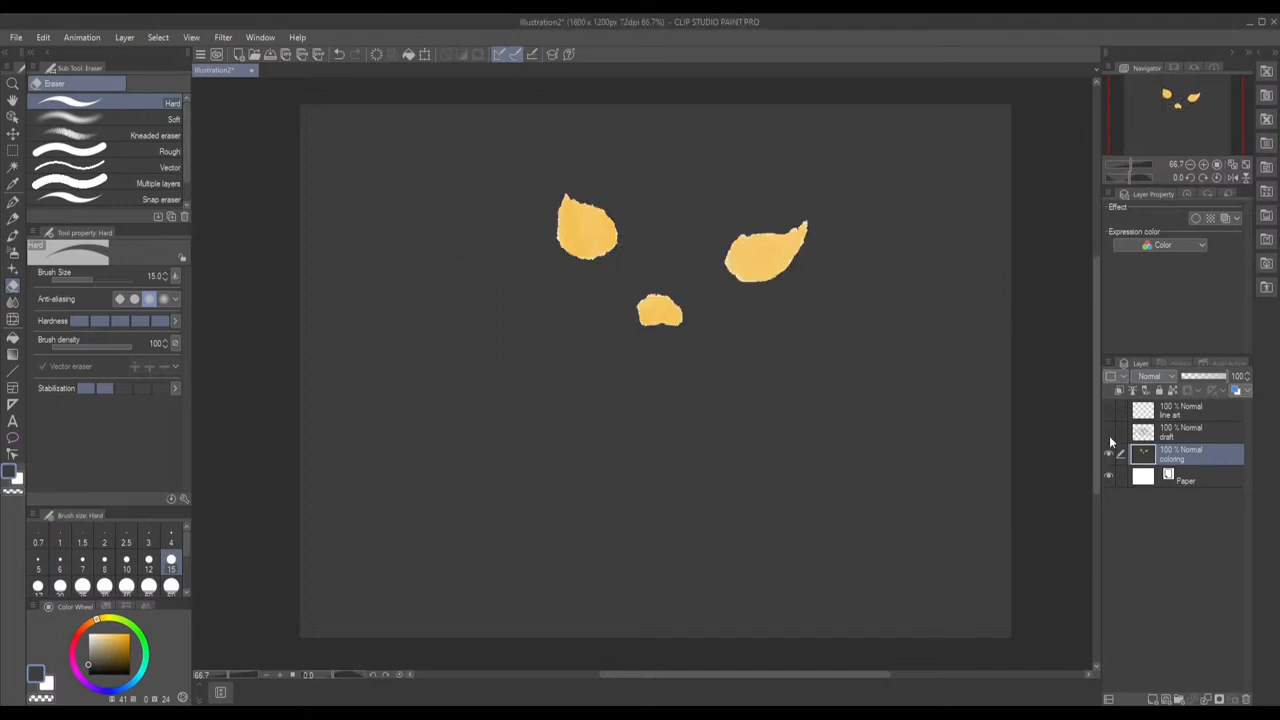 Illustration2* (1600 x 1200px 72dpi 66.7%) - CLIP STUDIO PAINT PRO
File Edit Animation Layer Select View Filter Window Help
Sub Tool: Eraser
Illustration2*
Navigator
Eraser
Hard
Soft
Kneaded eraser
Rough
Vector
Multiple layers
Snap eraser
66.7
0.0
Layer Property
Effect
Expression color
Color
Tool property: Hard
Hard
Brush Size 15.0
Anti-aliasing
Hardness
Brush density 100
Vector eraser
Stabilization
Layer
Normal 100
100 % Normal
line art
100 % Normal
draft
100 % Normal
coloring
Paper
Brush size: Hard
0.7 1 1.5 2 2.5 3 4
5 6 7 8 10 12 15
17
Color Wheel
41 0 24
66.7 0.0